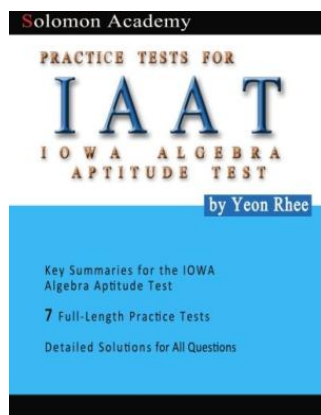 Solomon Academy
PRACTICE TESTS FOR
IAAT
IOWA ALGEBRA
APTITUDE TEST
by Yeon Rhee
Key Summaries for the IOWA
Algebra Aptitude Test
7 Full-Length Practice Tests
Detailed Solutions for All Questions